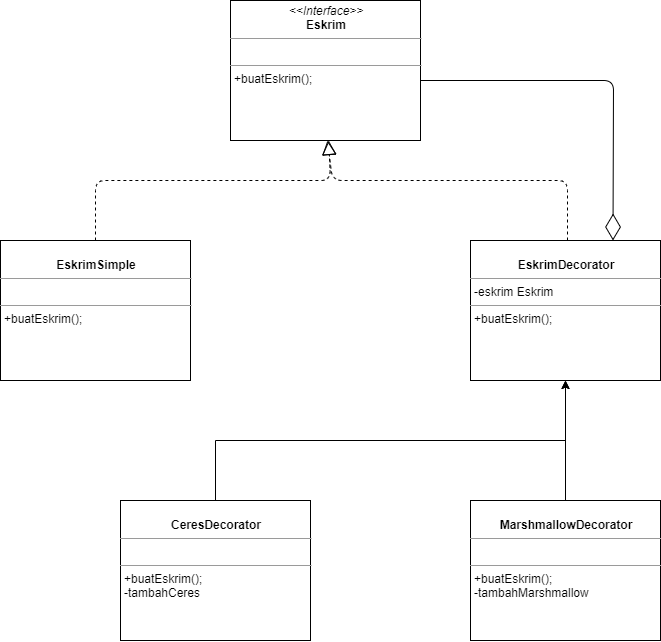 <<Interface>>
Eskrim
+buatEskrim();
EskrimSimple
+buatEskrim();
EskrimDecorator
-eskrim Eskrim
+buatEskrim();
CeresDecorator
+buatEskrim();
-tambahCeres
MarshmallowDecorator
+buatEskrim();
-tambahMarshmallow